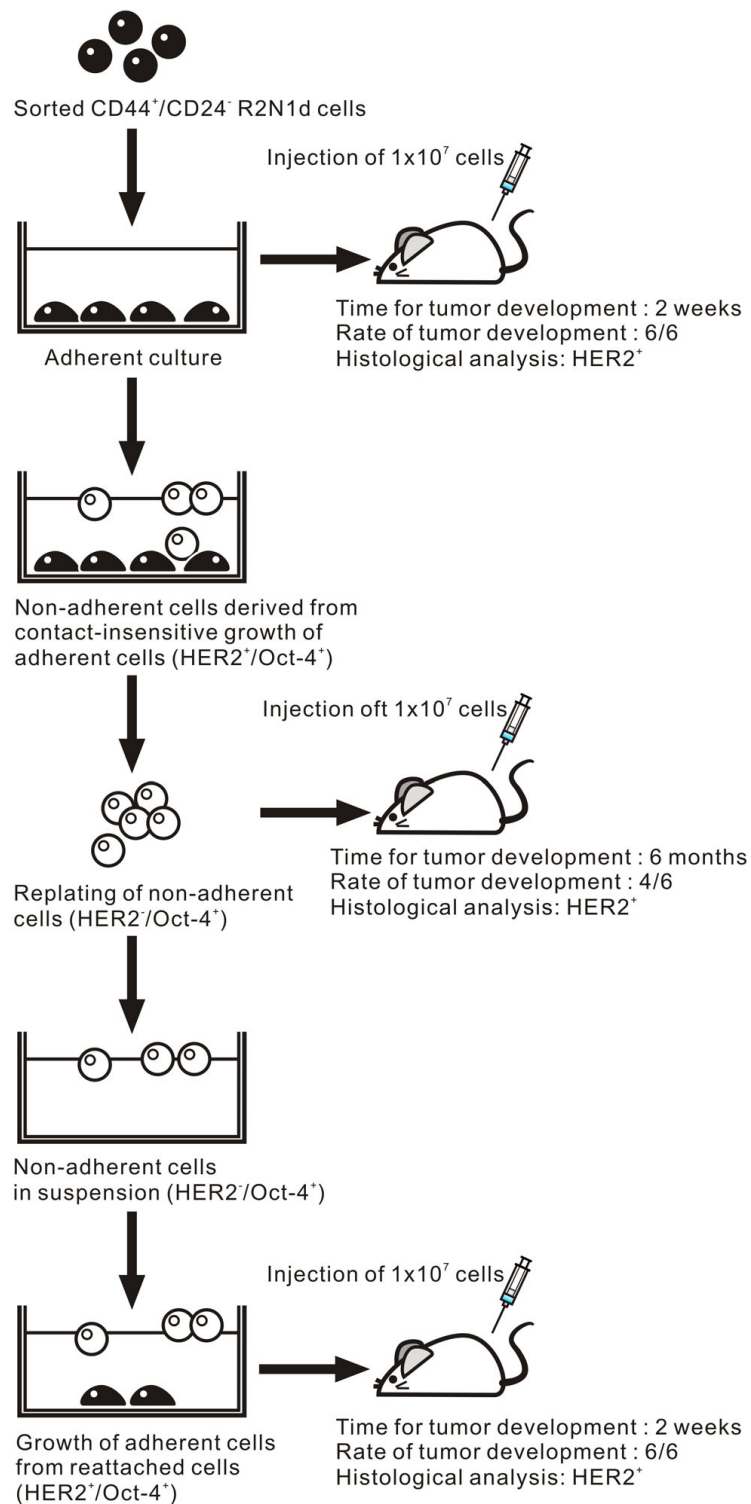 Sorted CD44⁺/CD24⁻ R2N1d cells
Injection of 1x10⁷ cells
Time for tumor development : 2 weeks
Rate of tumor development : 6/6
Histological analysis: HER2⁺
Adherent culture
Non-adherent cells derived from
contact-insensitive growth of
adherent cells (HER2⁺/Oct-4⁺)
Injection oft 1x10⁷ cells
Time for tumor development : 6 months
Rate of tumor development : 4/6
Histological analysis: HER2⁺
Replating of non-adherent
cells (HER2⁻/Oct-4⁺)
Non-adherent cells
in suspension (HER2⁻/Oct-4⁺)
Injection of 1x10⁷ cells
Time for tumor development : 2 weeks
Rate of tumor development : 6/6
Histological analysis: HER2⁺
Growth of adherent cells
from reattached cells
(HER2⁺/Oct-4⁺)